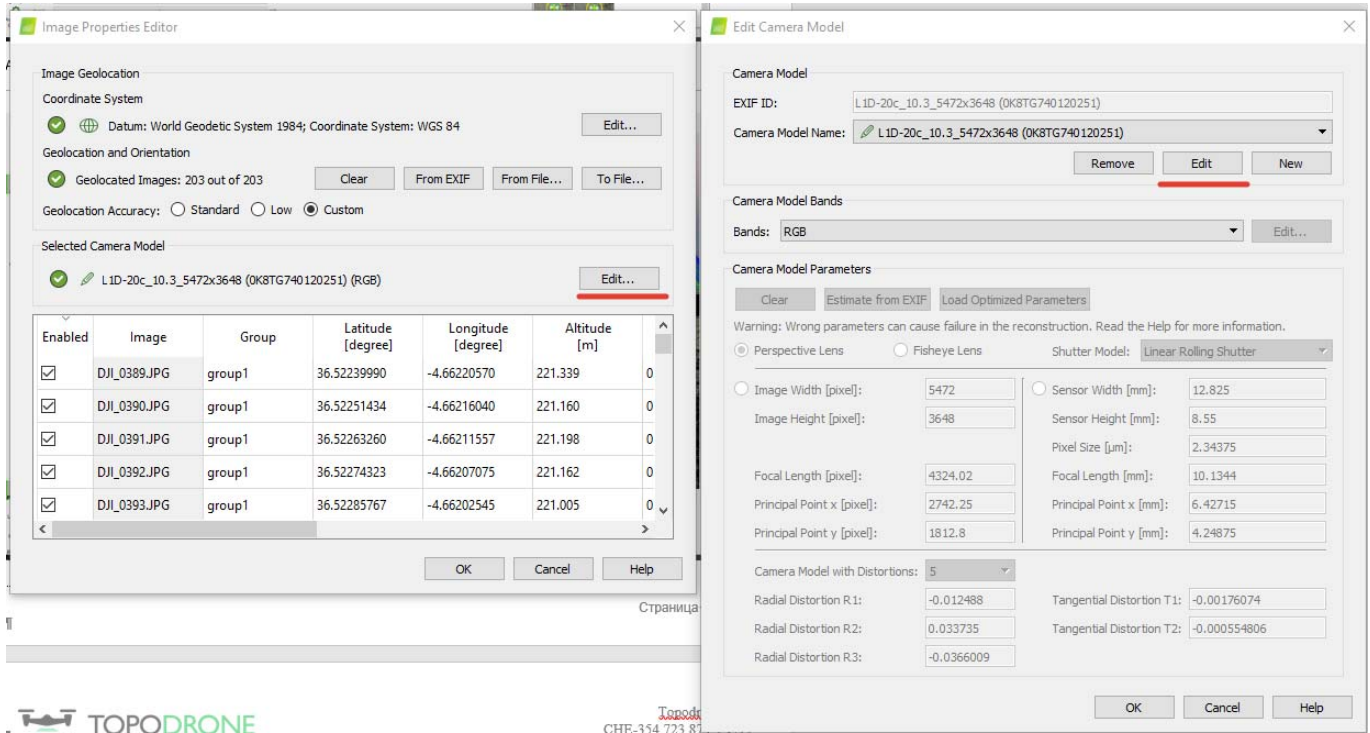 Image Properties Editor
Image Geolocation
Coordinate System
Datum: World Geodetic System 1984; Coordinate System: WGS 84
Edit...
Geolocation and Orientation
Geolocated Images: 203 out of 203
Clear
From EXIF
From File...
To File...
Geolocation Accuracy:
Standard
Low
Custom
Selected Camera Model
L1D-20c_10.3_5472x3648 (0K8TG740120251) (RGB)
Edit...
Enabled Image Group Latitude [degree] Longitude [degree] Altitude [m]
DJI_0389.JPG group1 36.52239990 -4.66220570 221.339 0
DJI_0390.JPG group1 36.52251434 -4.66216040 221.160 0
DJI_0391.JPG group1 36.52263260 -4.66211557 221.198 0
DJI_0392.JPG group1 36.52274323 -4.66207075 221.162 0
DJI_0393.JPG group1 36.52285767 -4.66202545 221.005 0
OK Cancel Help
Страница
TOPODRONE
Topodr
CHE-354 723 8
Edit Camera Model
Camera Model
EXIF ID: L1D-20c_10.3_5472x3648 (0K8TG740120251)
Camera Model Name: L1D-20c_10.3_5472x3648 (0K8TG740120251)
Remove Edit New
Camera Model Bands
Bands: RGB Edit...
Camera Model Parameters
Clear Estimate from EXIF Load Optimized Parameters
Warning: Wrong parameters can cause failure in the reconstruction. Read the Help for more information.
Perspective Lens Fisheye Lens Shutter Model: Linear Rolling Shutter
Image Width [pixel]: 5472 Sensor Width [mm]: 12.825
Image Height [pixel]: 3648 Sensor Height [mm]: 8.55
Pixel Size [µm]: 2.34375
Focal Length [pixel]: 4324.02 Focal Length [mm]: 10.1344
Principal Point x [pixel]: 2742.25 Principal Point x [mm]: 6.42715
Principal Point y [pixel]: 1812.8 Principal Point y [mm]: 4.24875
Camera Model with Distortions: 5
Radial Distortion R1: -0.012488 Tangential Distortion T1: -0.00176074
Radial Distortion R2: 0.033735 Tangential Distortion T2: -0.000554806
Radial Distortion R3: -0.0366009
OK Cancel Help